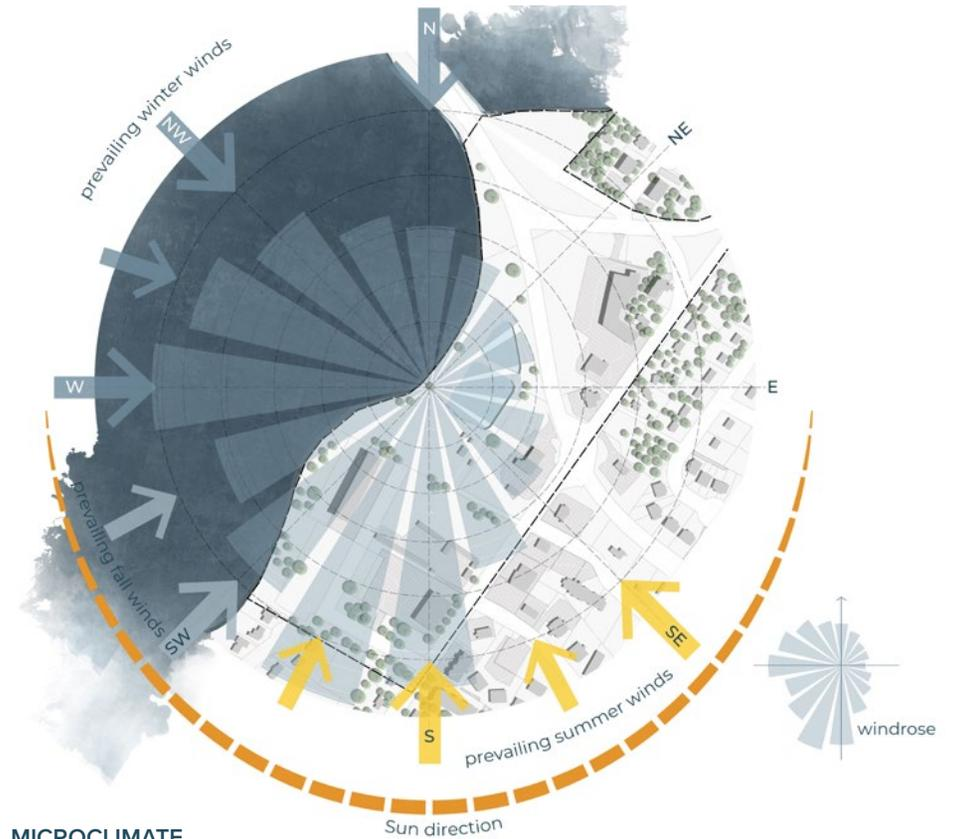 N
prevailing winter winds
NW
NE
W
E
prevailing fall winds
SW
SE
S
prevailing summer winds
windrose
Sun direction
MICROCLIMATE